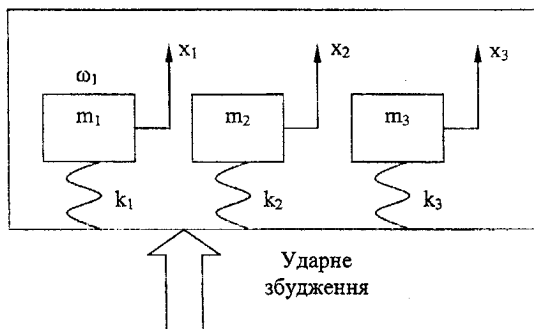 x₁ x₂ x₃
ω₁
m₁ m₂ m₃
k₁ k₂ k₃
Ударне
збудження